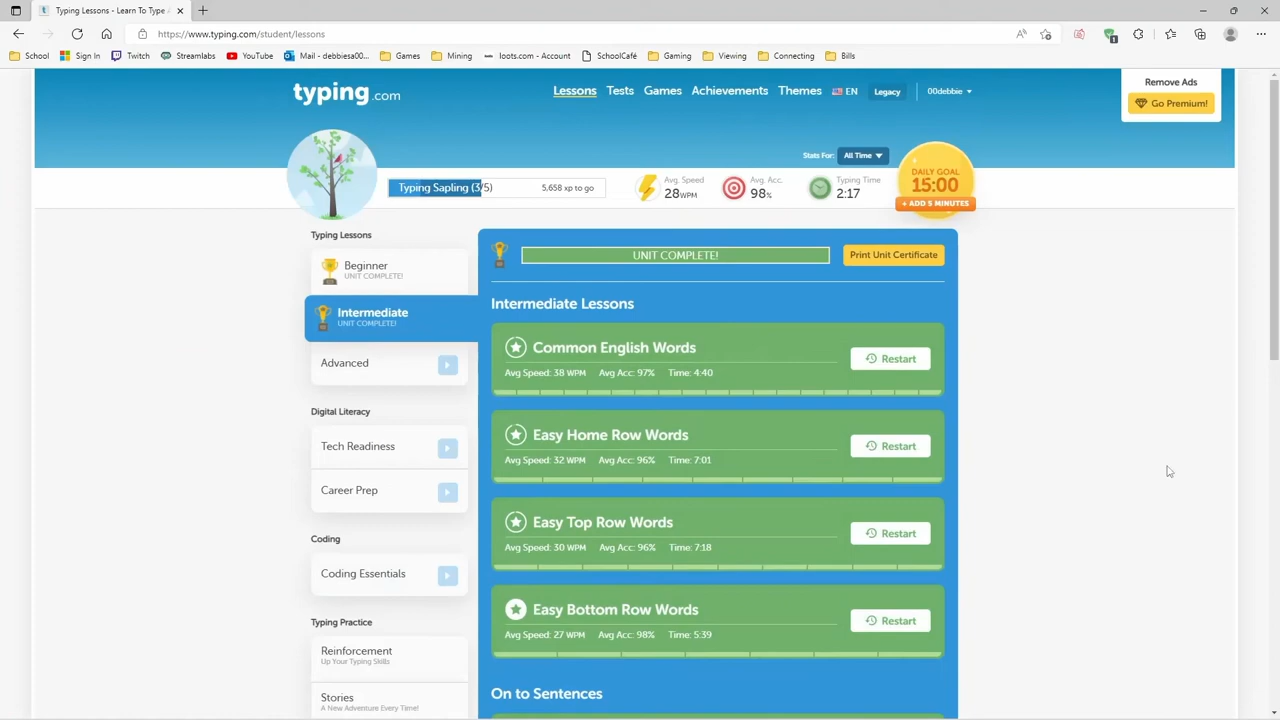 Typing Lessons - Learn To Type
https://www.typing.com/student/lessons
School Sign In Twitch Streamlabs YouTube Mail - debbiesa00... Games Mining loots.com - Account SchoolCafé Gaming Viewing Connecting Bills
typing.com
Lessons Tests Games Achievements Themes EN Legacy 00debbie
Remove Ads
Go Premium!
Stats For: All Time
Typing Sapling (3/5) 5,658 xp to go
Avg. Speed
28WPM
Avg. Acc.
98%
Typing Time
2:17
DAILY GOAL
15:00
+ ADD 5 MINUTES
Typing Lessons
Beginner
UNIT COMPLETE!
Intermediate
UNIT COMPLETE!
Advanced
Digital Literacy
Tech Readiness
Career Prep
Coding
Coding Essentials
Typing Practice
Reinforcement
Up Your Typing Skills
Stories
A New Adventure Every Time!
UNIT COMPLETE!
Print Unit Certificate
Intermediate Lessons
Common English Words
Avg Speed: 38 WPM Avg Acc: 97% Time: 4:40
Restart
Easy Home Row Words
Avg Speed: 32 WPM Avg Acc: 96% Time: 7:01
Restart
Easy Top Row Words
Avg Speed: 30 WPM Avg Acc: 96% Time: 7:18
Restart
Easy Bottom Row Words
Avg Speed: 27 WPM Avg Acc: 98% Time: 5:39
Restart
On to Sentences